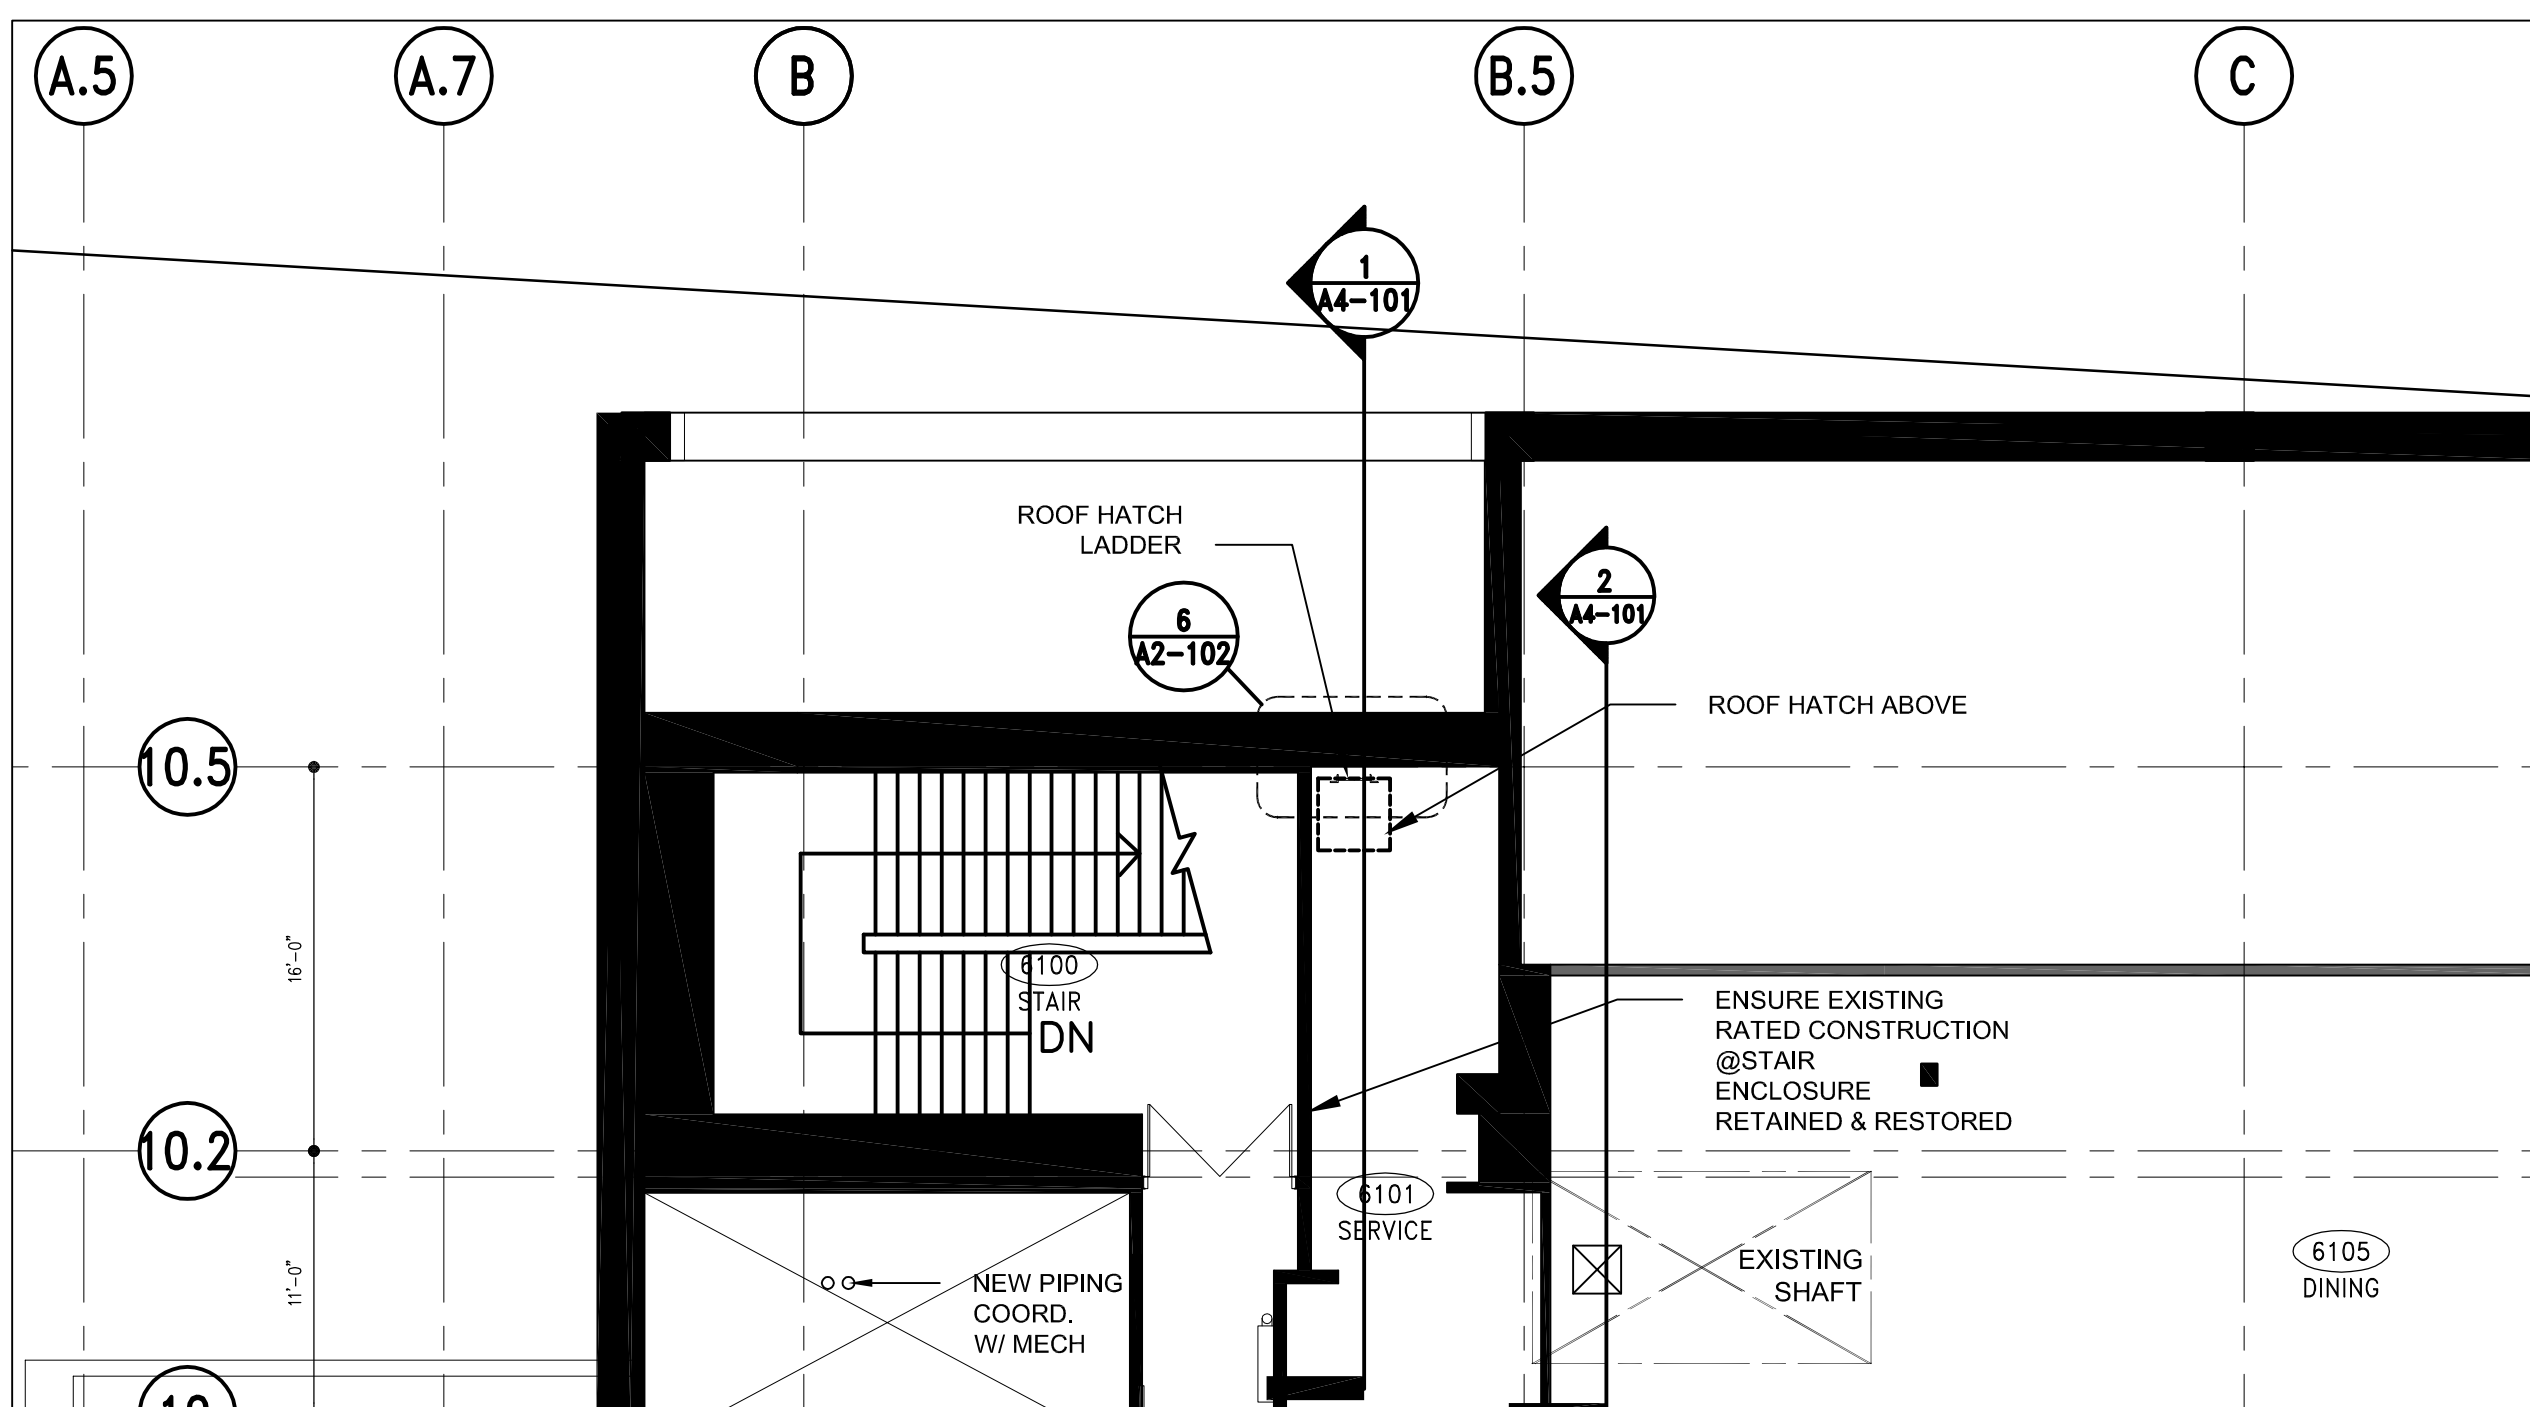 A.5
A.7
B
B.5
C
1
A4-101
ROOF HATCH
LADDER
2
A4-101
6
A2-102
ROOF HATCH ABOVE
10.5
16'-0"
6100
STAIR
DN
ENSURE EXISTING
RATED CONSTRUCTION
@STAIR
ENCLOSURE
RETAINED & RESTORED
10.2
6101
SERVICE
11'-0"
NEW PIPING
COORD.
W/ MECH
EXISTING
SHAFT
6105
DINING